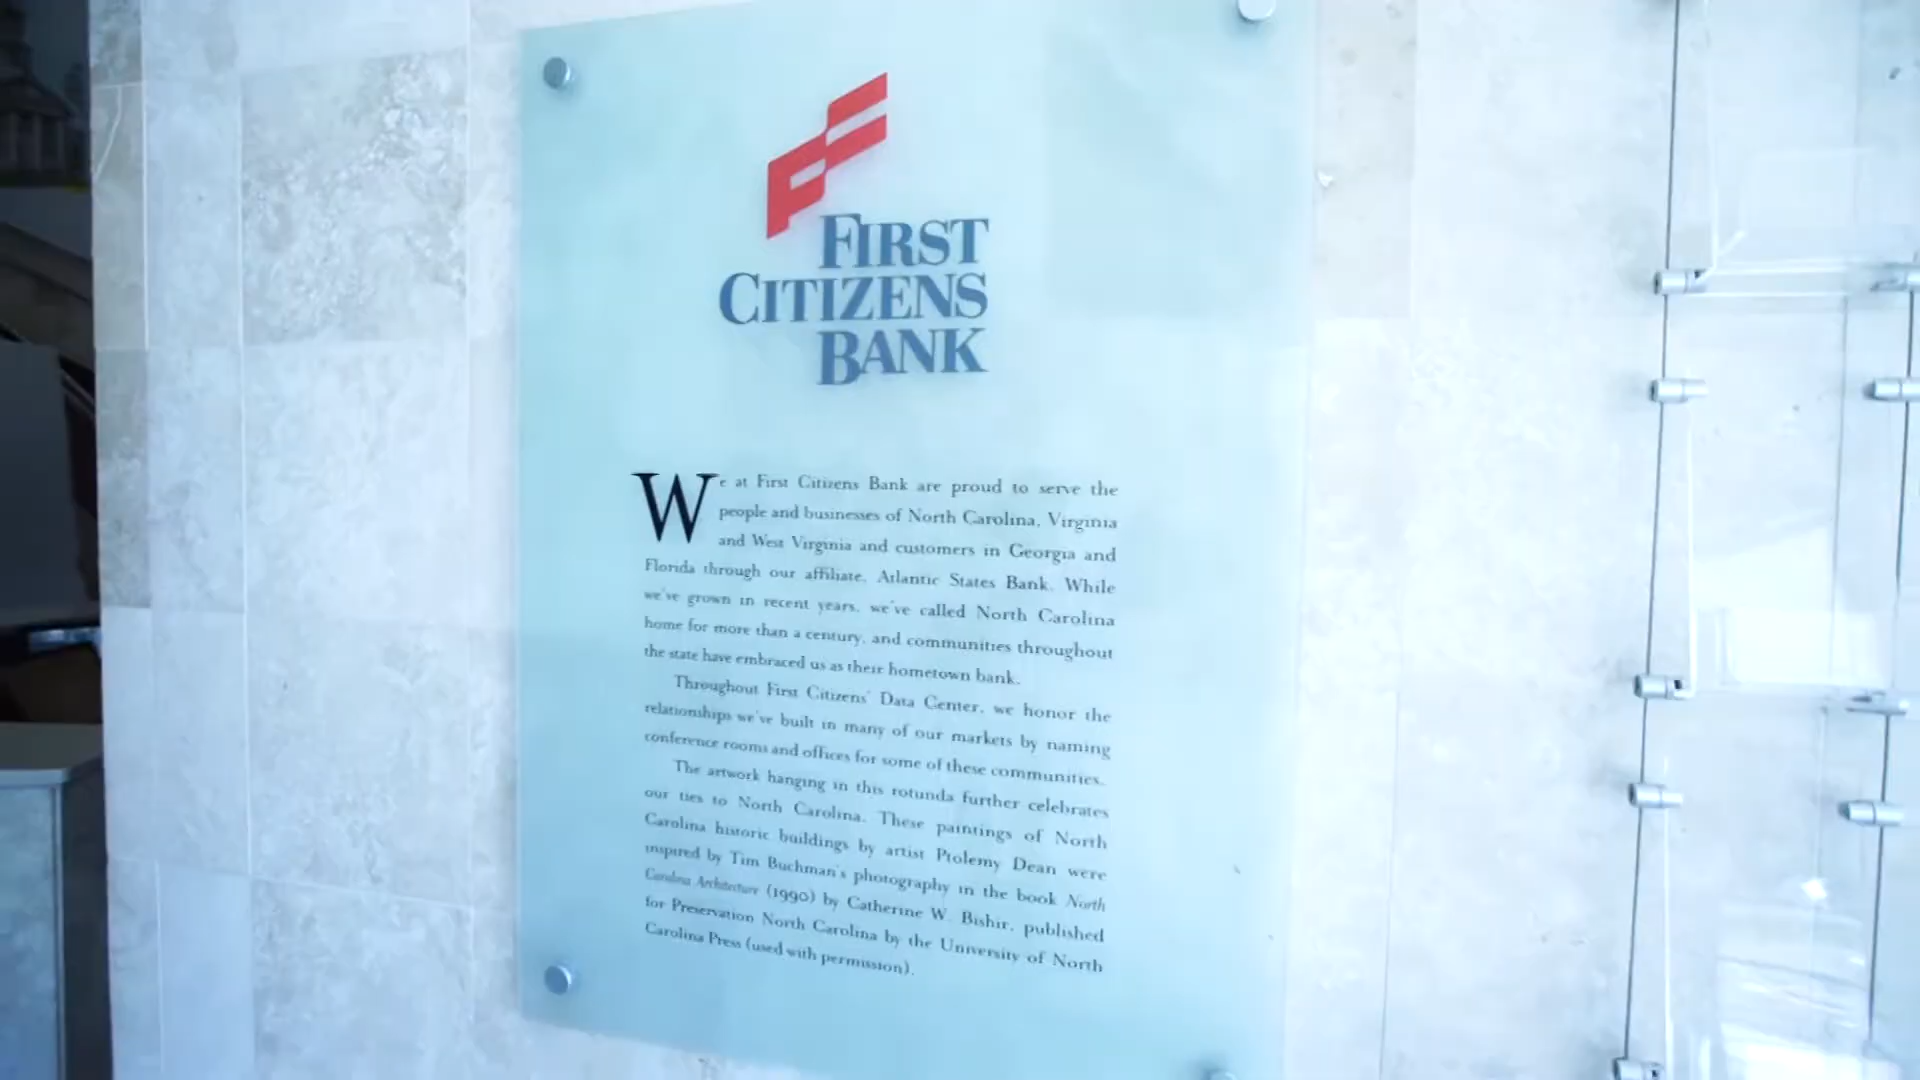 FIRST
CITIZENS
BANK
We at First Citizens Bank are proud to serve the
people and businesses of North Carolina, Virginia
and West Virginia and customers in Georgia and
Florida through our affiliate, Atlantic States Bank. While
we've grown in recent years, we've called North Carolina
home for more than a century, and communities throughout
the state have embraced us as their hometown bank.
Throughout First Citizens' Data Center, we honor the
relationships we've built in many of our markets by naming
conference rooms and offices for some of these communities.
The artwork hanging in this rotunda further celebrates
our ties to North Carolina. These paintings of North
Carolina historic buildings by artist Ptolemy Dean were
inspired by Tim Buchman's photography in the book North
Carolina Architecture (1990) by Catherine W. Bishir, published
for Preservation North Carolina by the University of North
Carolina Press (used with permission).